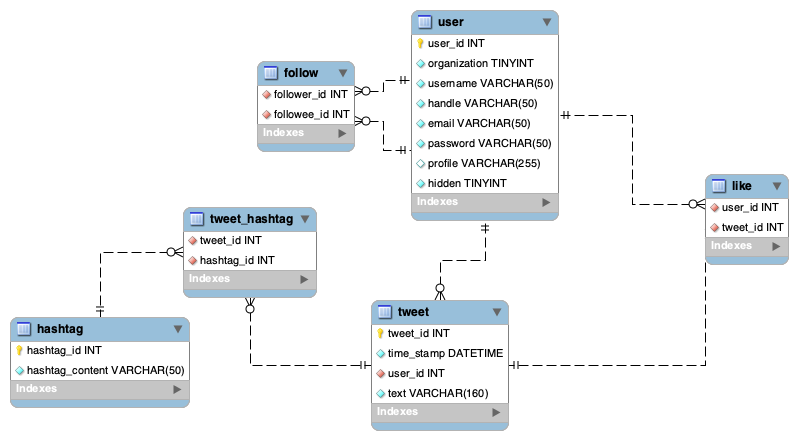 user
user_id INT
organization TINYINT
username VARCHAR(50)
handle VARCHAR(50)
email VARCHAR(50)
password VARCHAR(50)
profile VARCHAR(255)
hidden TINYINT
Indexes
follow
follower_id INT
followee_id INT
Indexes
like
user_id INT
tweet_id INT
Indexes
tweet_hashtag
tweet_id INT
hashtag_id INT
Indexes
tweet
tweet_id INT
time_stamp DATETIME
user_id INT
text VARCHAR(160)
Indexes
hashtag
hashtag_id INT
hashtag_content VARCHAR(50)
Indexes